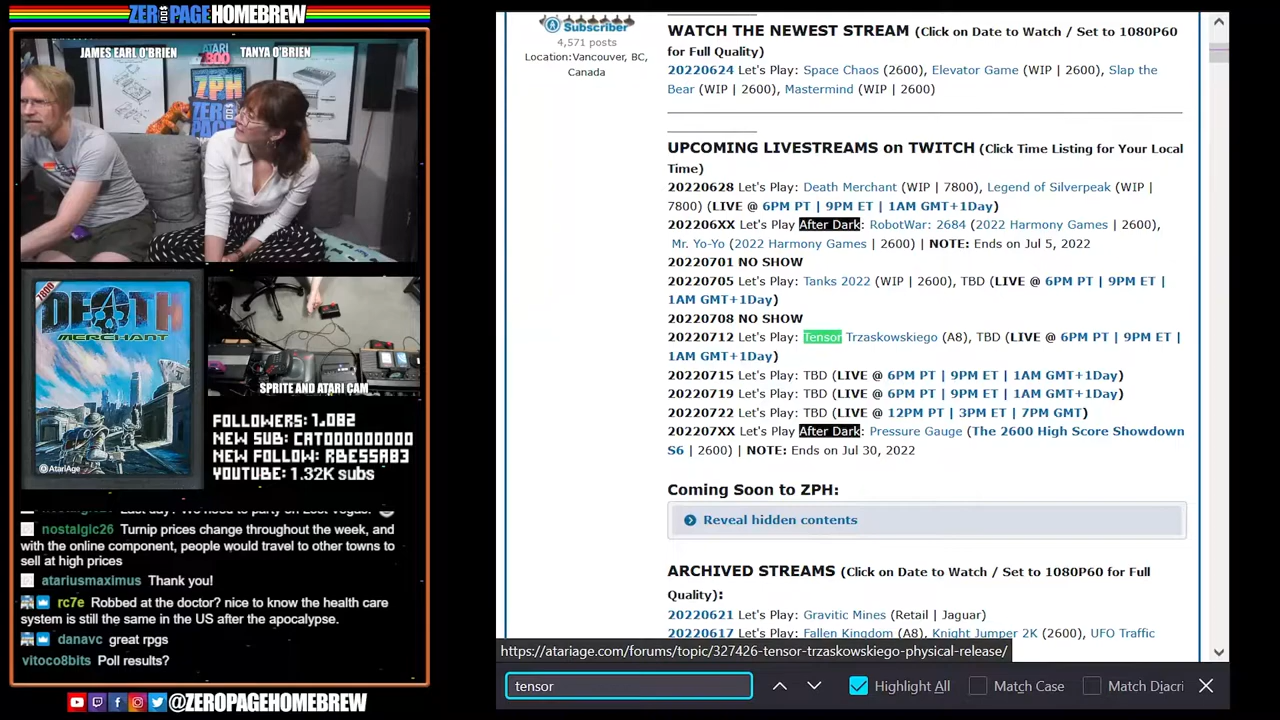 ZERO PAGE HOMEBREW
JAMES EARL O'BRIEN
TANYA O'BRIEN
ATARI
7800
ZPH
ZERO
PAGE
7800
DEATH
MERCHANT
AtariAge
SPRITE AND ATARI CAM
FOLLOWERS: 1,082
NEW SUB: CATO00000000
NEW FOLLOW: RBESSA83
YOUTUBE: 1.32K subs
nostalgic26 Turnip prices change throughout the week, and
with the online component, people would travel to other towns to
sell at high prices
atariusmaximus Thank you!
rc7e Robbed at the doctor? nice to know the health care
system is still the same in the US after the apocalypse.
danavc great rpgs
vitoco8bits Poll results?
@ZEROPAGEHOMEBREW
Subscriber
4,571 posts
Location:Vancouver, BC,
Canada
WATCH THE NEWEST STREAM (Click on Date to Watch / Set to 1080P60
for Full Quality)
20220624 Let's Play: Space Chaos (2600), Elevator Game (WIP | 2600), Slap the
Bear (WIP | 2600), Mastermind (WIP | 2600)
UPCOMING LIVESTREAMS on TWITCH (Click Time Listing for Your Local
Time)
20220628 Let's Play: Death Merchant (WIP | 7800), Legend of Silverpeak (WIP |
7800) (LIVE @ 6PM PT | 9PM ET | 1AM GMT+1Day)
202206XX Let's Play After Dark: RobotWar: 2684 (2022 Harmony Games | 2600),
Mr. Yo-Yo (2022 Harmony Games | 2600) | NOTE: Ends on Jul 5, 2022
20220701 NO SHOW
20220705 Let's Play: Tanks 2022 (WIP | 2600), TBD (LIVE @ 6PM PT | 9PM ET |
1AM GMT+1Day)
20220708 NO SHOW
20220712 Let's Play: Tensor Trzaskowskiego (A8), TBD (LIVE @ 6PM PT | 9PM ET |
1AM GMT+1Day)
20220715 Let's Play: TBD (LIVE @ 6PM PT | 9PM ET | 1AM GMT+1Day)
20220719 Let's Play: TBD (LIVE @ 6PM PT | 9PM ET | 1AM GMT+1Day)
20220722 Let's Play: TBD (LIVE @ 12PM PT | 3PM ET | 7PM GMT)
202207XX Let's Play After Dark: Pressure Gauge (The 2600 High Score Showdown
S6 | 2600) | NOTE: Ends on Jul 30, 2022
Coming Soon to ZPH:
Reveal hidden contents
ARCHIVED STREAMS (Click on Date to Watch / Set to 1080P60 for Full
Quality):
20220621 Let's Play: Gravitic Mines (Retail | Jaguar)
20220617 Let's Play: Fallen Kingdom (A8), Knight Jumper 2K (2600), UFO Traffic
https://atariage.com/forums/topic/327426-tensor-trzaskowskiego-physical-release/
tensor
Highlight All
Match Case
Match Diacri